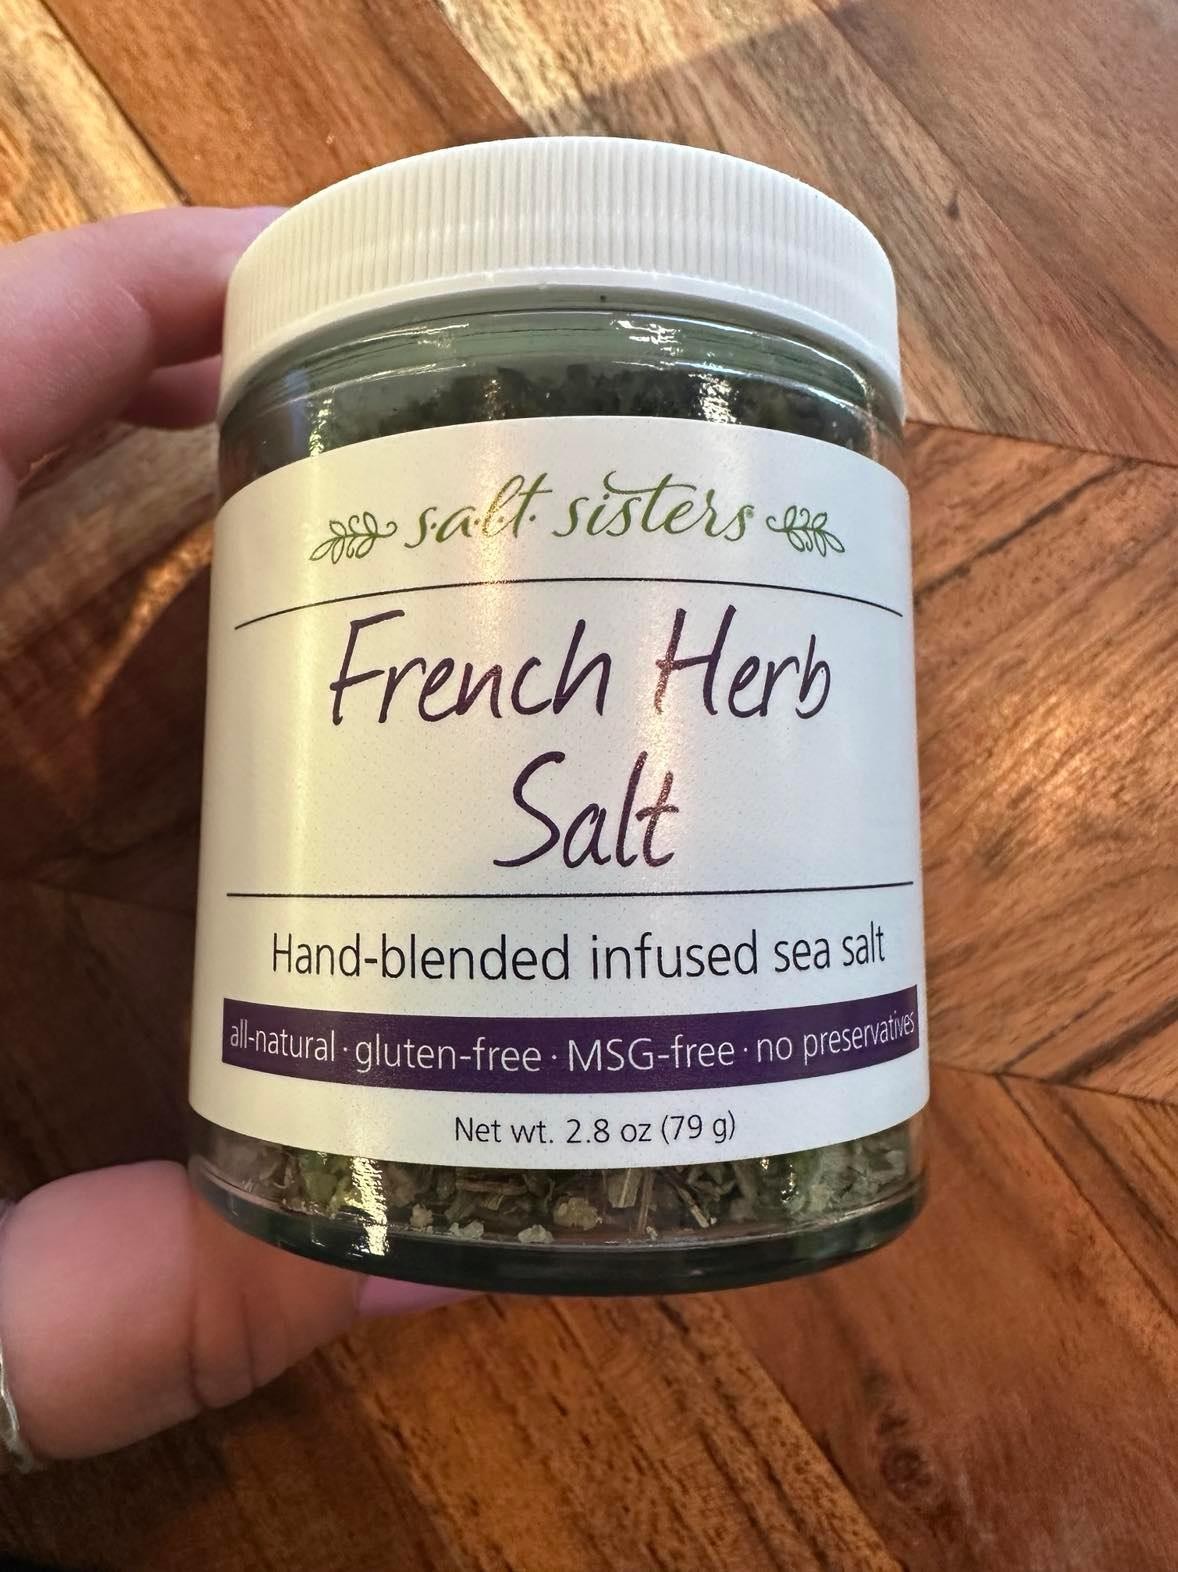 s.a.l.t. sisters®
French Herb
Salt
Hand-blended infused sea salt
all-natural · gluten-free · MSG-free · no preservatives
Net wt. 2.8 oz (79 g)